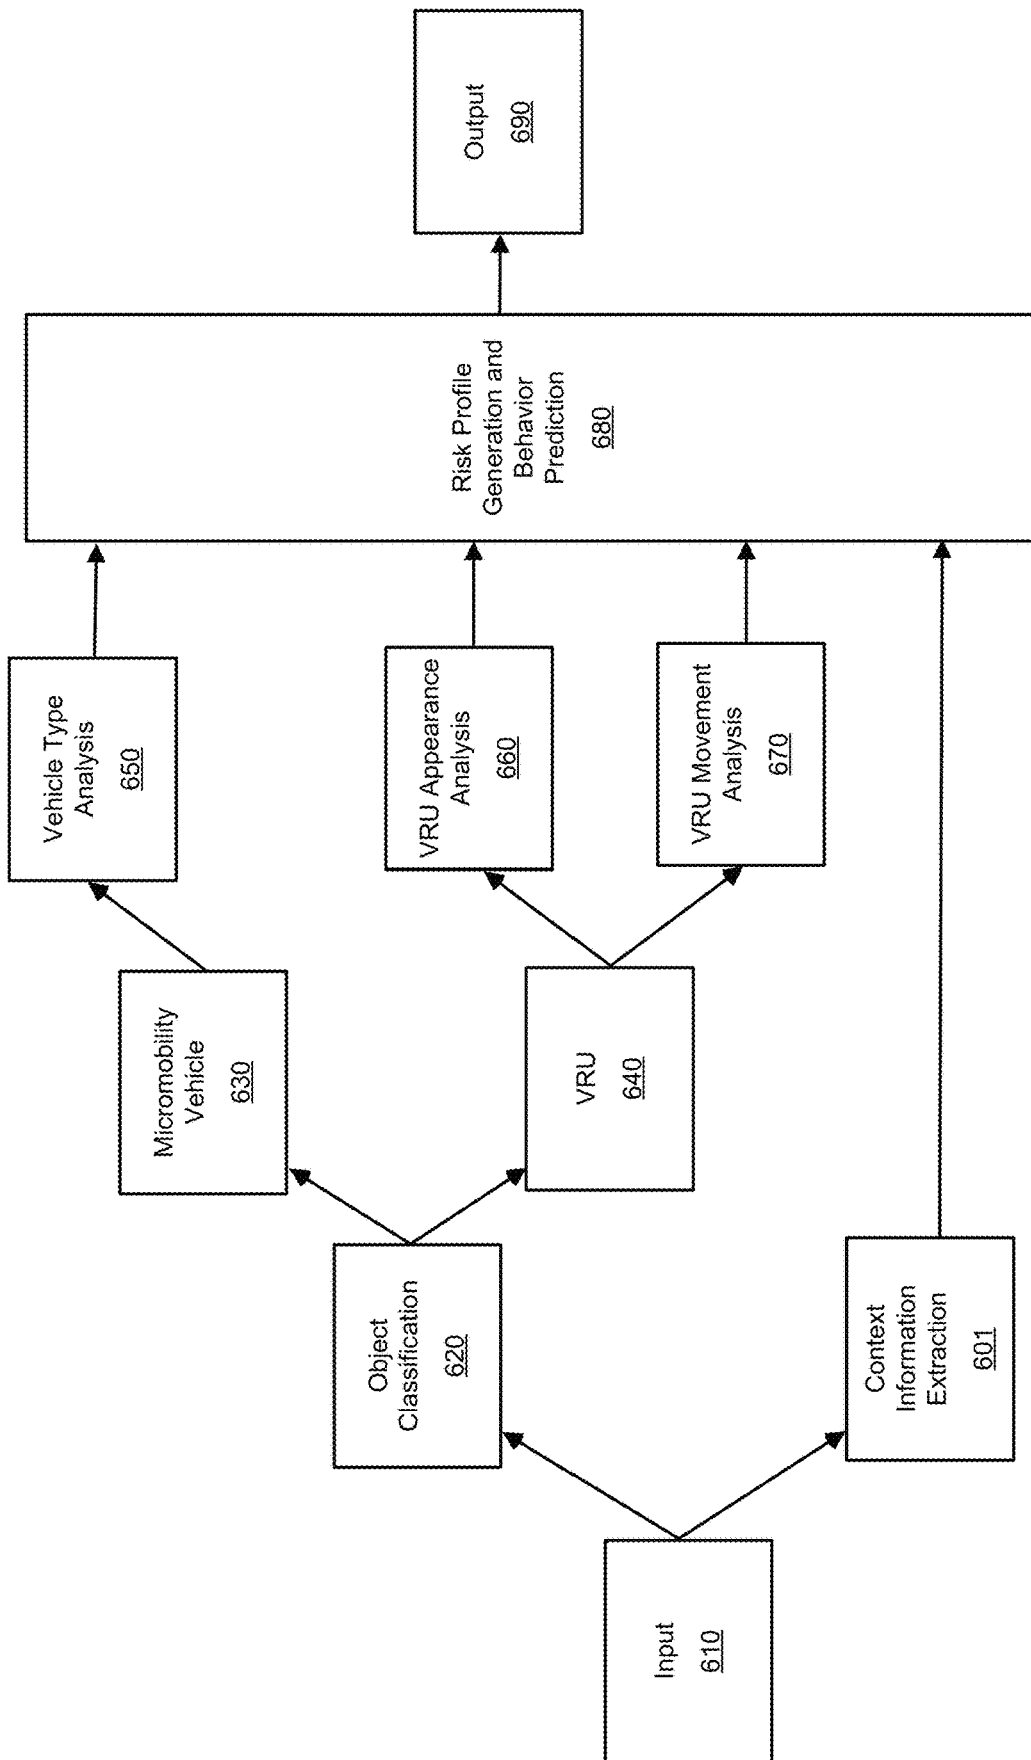 Input
610
Object
Classification
620
Context
Information
Extraction
601
Micromobility
Vehicle
630
VRU
640
Vehicle Type
Analysis
650
VRU Appearance
Analysis
660
VRU Movement
Analysis
670
Risk Profile
Generation and
Behavior
Prediction
680
Output
690